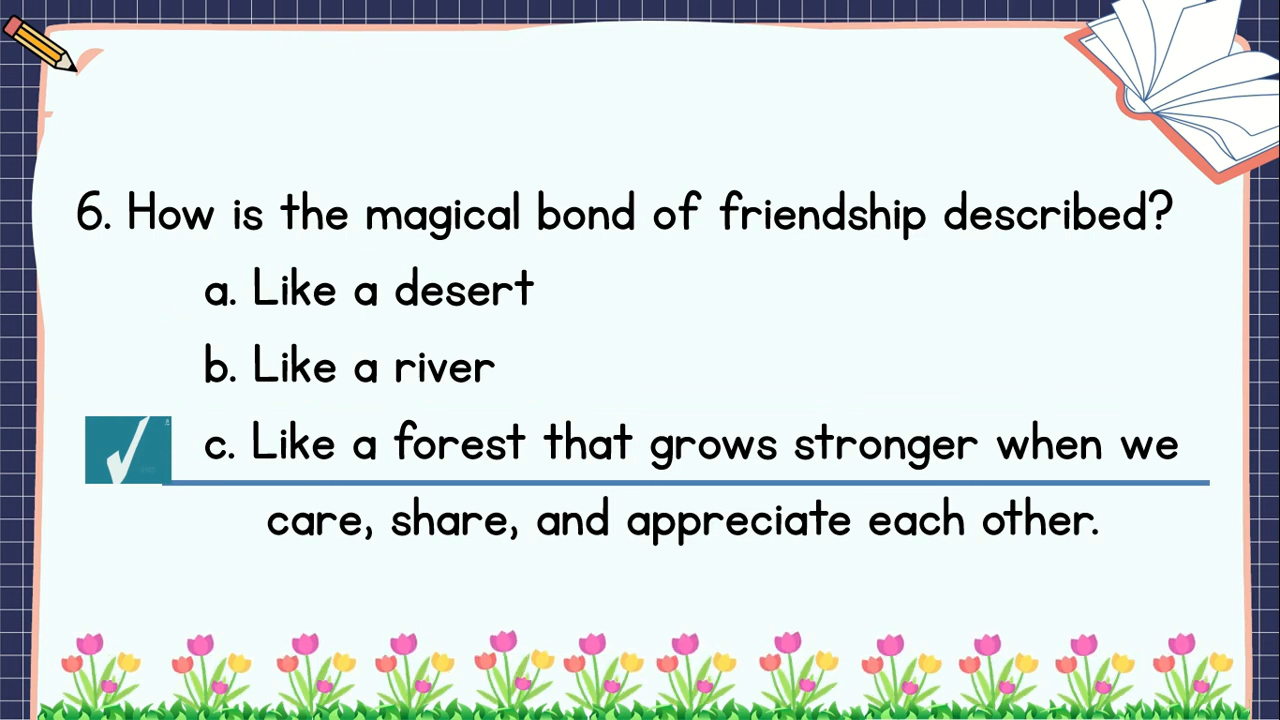 6. How is the magical bond of friendship described?
a. Like a desert
b. Like a river
c. Like a forest that grows stronger when we
care, share, and appreciate each other.